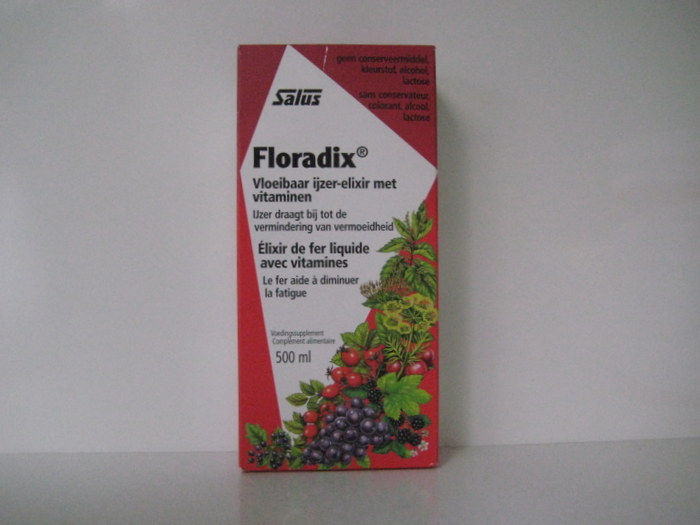 geen conserveermiddel,
kleurstof, alcohol,
lactose
sans conservateur,
colorant, alcool,
lactose
Salus
Floradix®
Vloeibaar ijzer-elixir met
vitaminen
IJzer draagt bij tot de
vermindering van vermoeidheid
Élixir de fer liquide
avec vitamines
Le fer aide à diminuer
la fatigue
Voedingssupplement
Complément alimentaire
500 ml